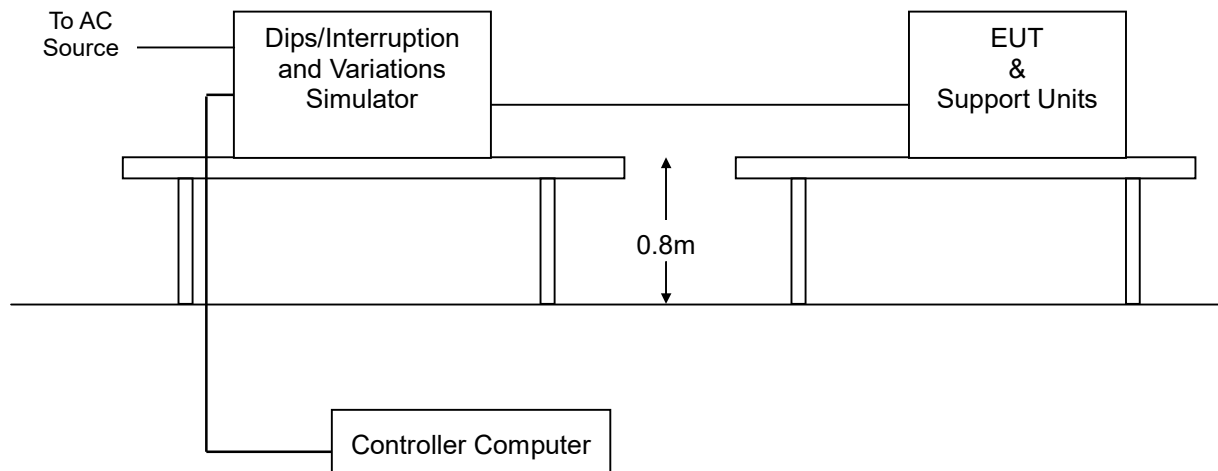 To AC
Source
Dips/Interruption
and Variations
Simulator
EUT
&
Support Units
0.8m
Controller Computer